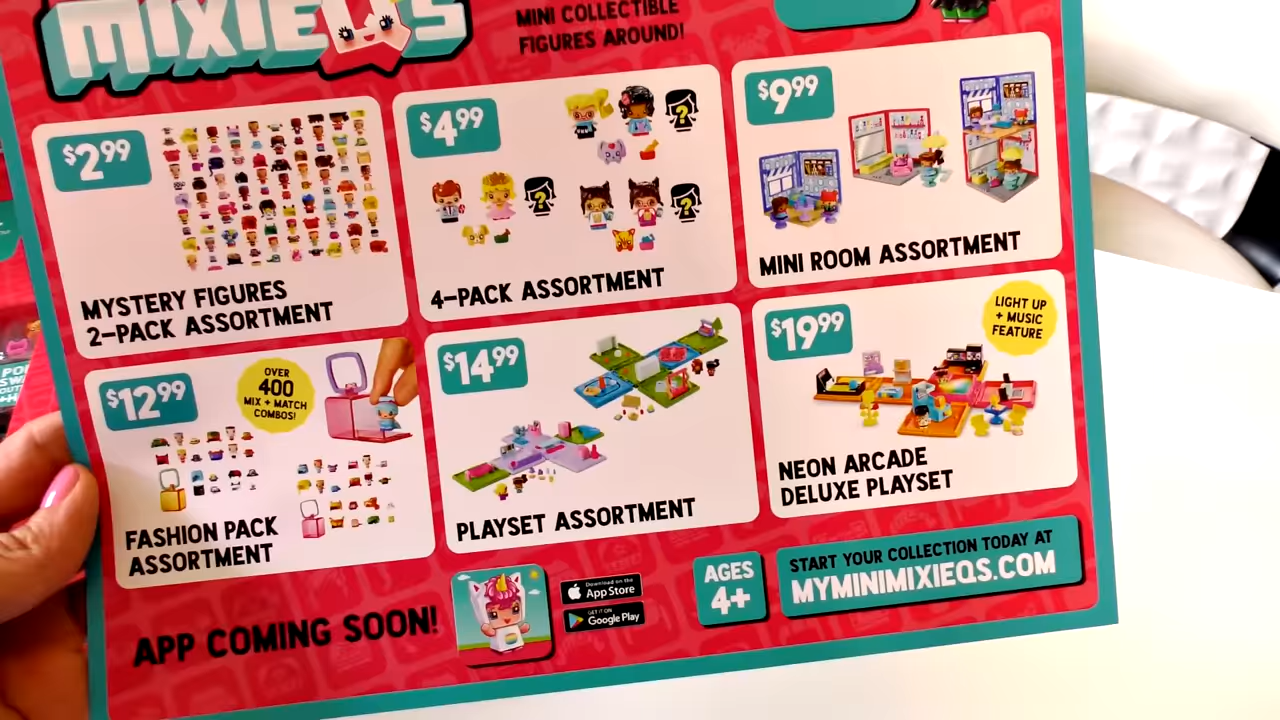 MIXIEQS
MINI COLLECTIBLE
FIGURES AROUND!
$2.99
MYSTERY FIGURES
2-PACK ASSORTMENT
$4.99
?
?
?
4-PACK ASSORTMENT
$9.99
MINI ROOM ASSORTMENT
$12.99
OVER
400
MIX + MATCH
COMBOS!
FASHION PACK
ASSORTMENT
$14.99
PLAYSET ASSORTMENT
$19.99
LIGHT UP
+ MUSIC
FEATURE
NEON ARCADE
DELUXE PLAYSET
APP COMING SOON!
Download on the
App Store
GET IT ON
Google Play
AGES
4+
START YOUR COLLECTION TODAY AT
MYMINIMIXIEQS.COM